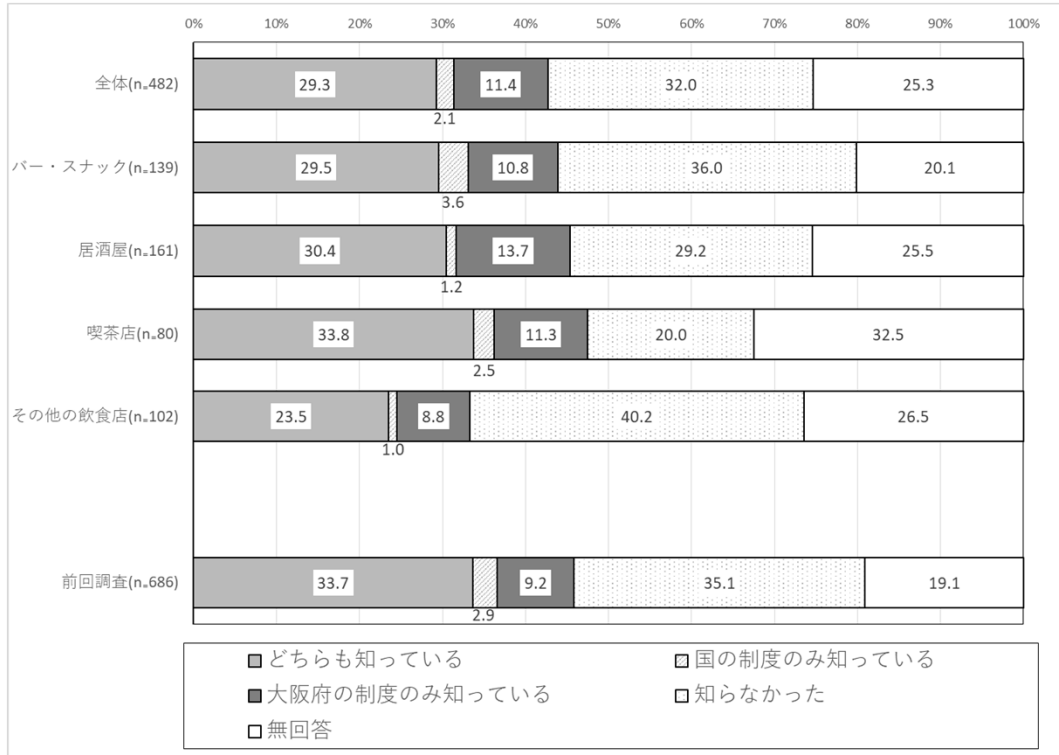 0% 10% 20% 30% 40% 50% 60% 70% 80% 90% 100%
全体(n=482) 29.3 11.4 32.0 25.3
2.1
バー・スナック(n=139) 29.5 10.8 36.0 20.1
3.6
居酒屋(n=161) 30.4 13.7 29.2 25.5
1.2
喫茶店(n=80) 33.8 11.3 20.0 32.5
2.5
その他の飲食店(n=102) 23.5 8.8 40.2 26.5
1.0
前回調査(n=686) 33.7 9.2 35.1 19.1
2.9
どちらも知っている 国の制度のみ知っている
大阪府の制度のみ知っている 知らなかった
無回答